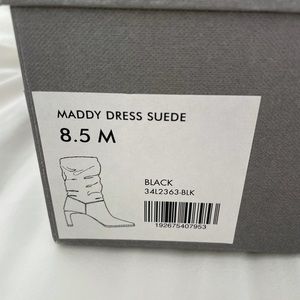 MADDY DRESS SUEDE
8.5 M
BLACK
34L2363-BLK
192675407953